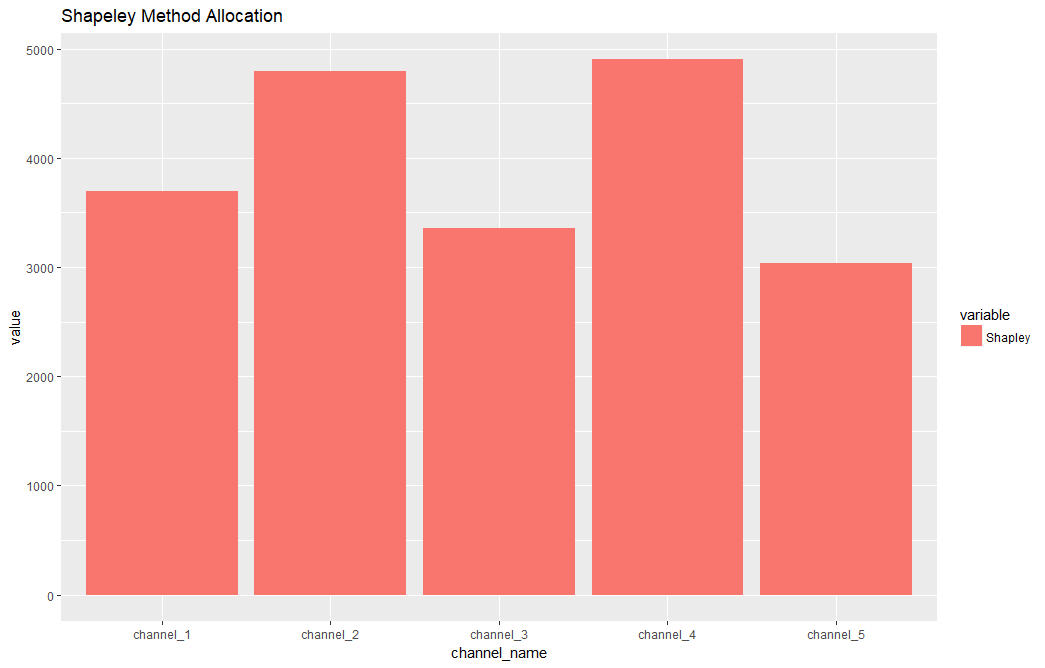 Shapeley Method Allocation
5000
4000
3000
2000
1000
0
value
channel_1
channel_2
channel_3
channel_4
channel_5
channel_name
variable
Shapley